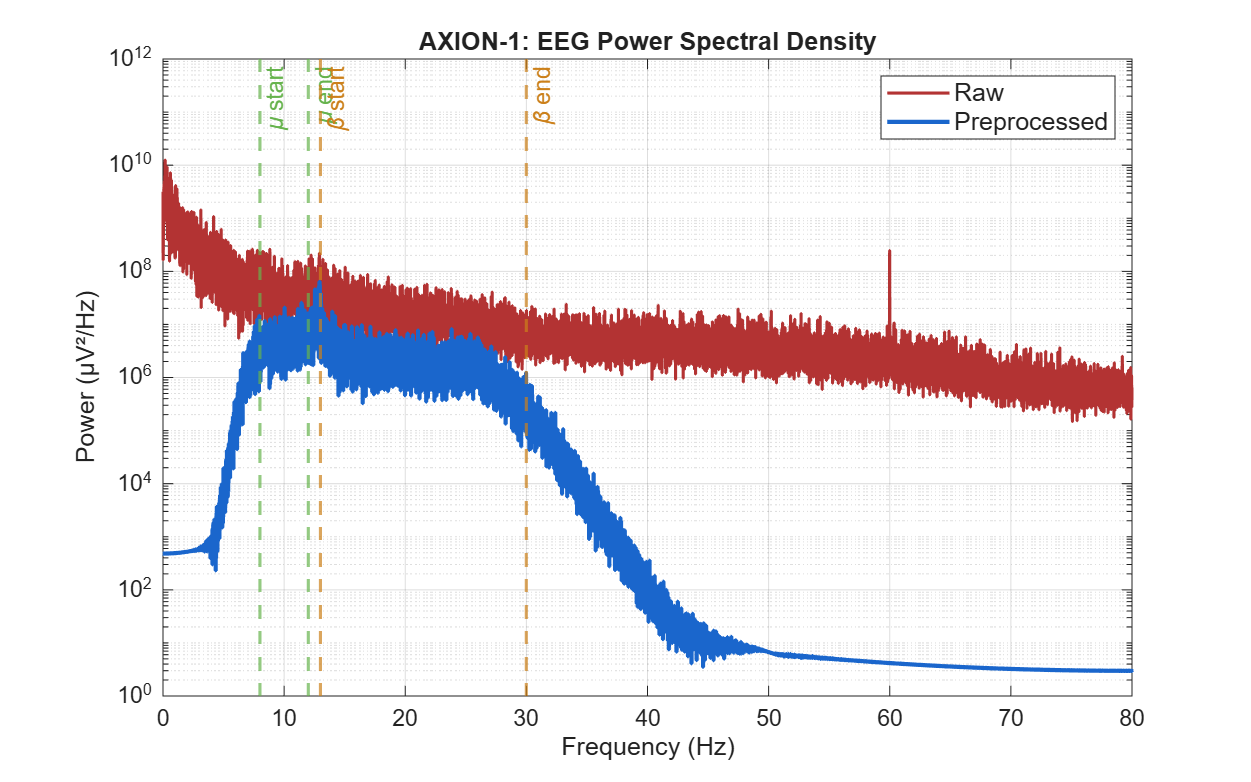 AXION-1: EEG Power Spectral Density
10¹²
10¹⁰
10⁸
10⁶
10⁴
10²
10⁰
Power (µV²/Hz)
μ start
μ end
β start
β end
Raw
Preprocessed
0 10 20 30 40 50 60 70 80
Frequency (Hz)